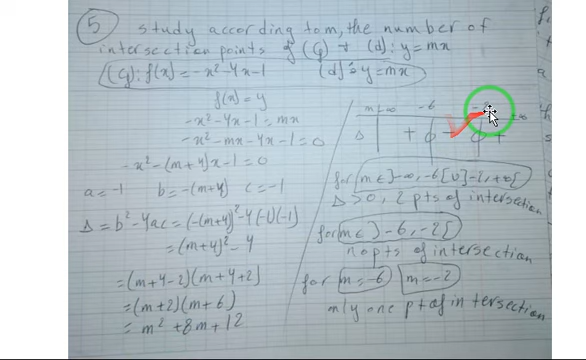 5 study according to m, the number of
intersection points of (G) & (d): y = mx
(G): f(x) = -x² - 4x - 1 (d): y = mx
f(x) = y
-x² - 4x - 1 = mx
-x² - mx - 4x - 1 = 0
-x² - (m+4)x - 1 = 0
a = -1 b = -(m+4) c = -1
Δ = b² - 4ac = (-(m+4))² - 4(-1)(-1)
= (m+4)² - 4
= (m+4-2)(m+4+2)
= (m+2)(m+6)
= m² + 8m + 12
m -∞ -6 -2 +∞
Δ + 0 - 0 +
for m ∈ ]-∞, -6[ U ]-2, +∞[
Δ > 0, 2 pts of intersection
for m ∈ ]-6, -2[
no pts of intersection
for m = -6 m = -2
only one pt of intersection